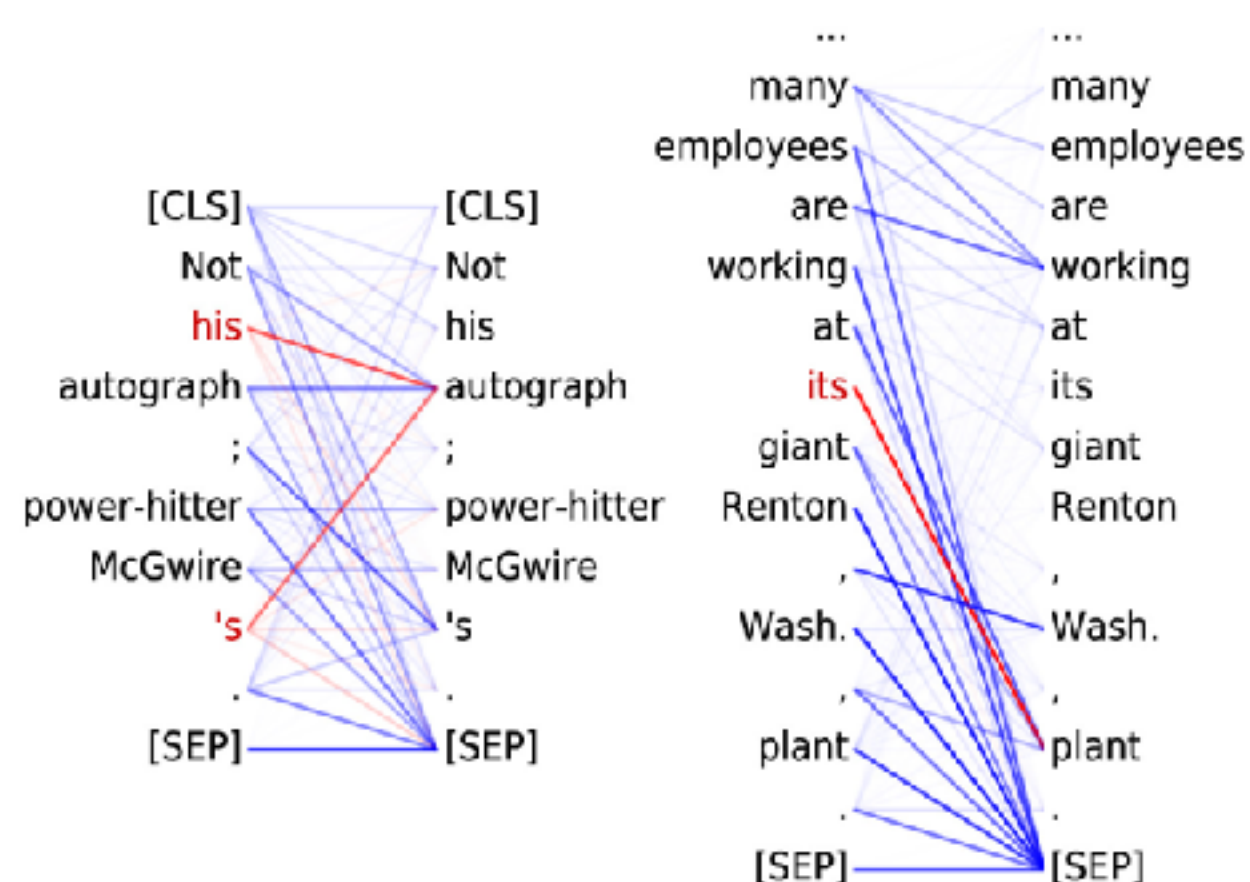 [CLS] [CLS]
Not Not
his his
autograph autograph
; ;
power-hitter power-hitter
McGwire McGwire
's 's
. .
[SEP] [SEP]
... ...
many many
employees employees
are are
working working
at at
its its
giant giant
Renton Renton
, ,
Wash. Wash.
, ,
plant plant
. .
[SEP] [SEP]